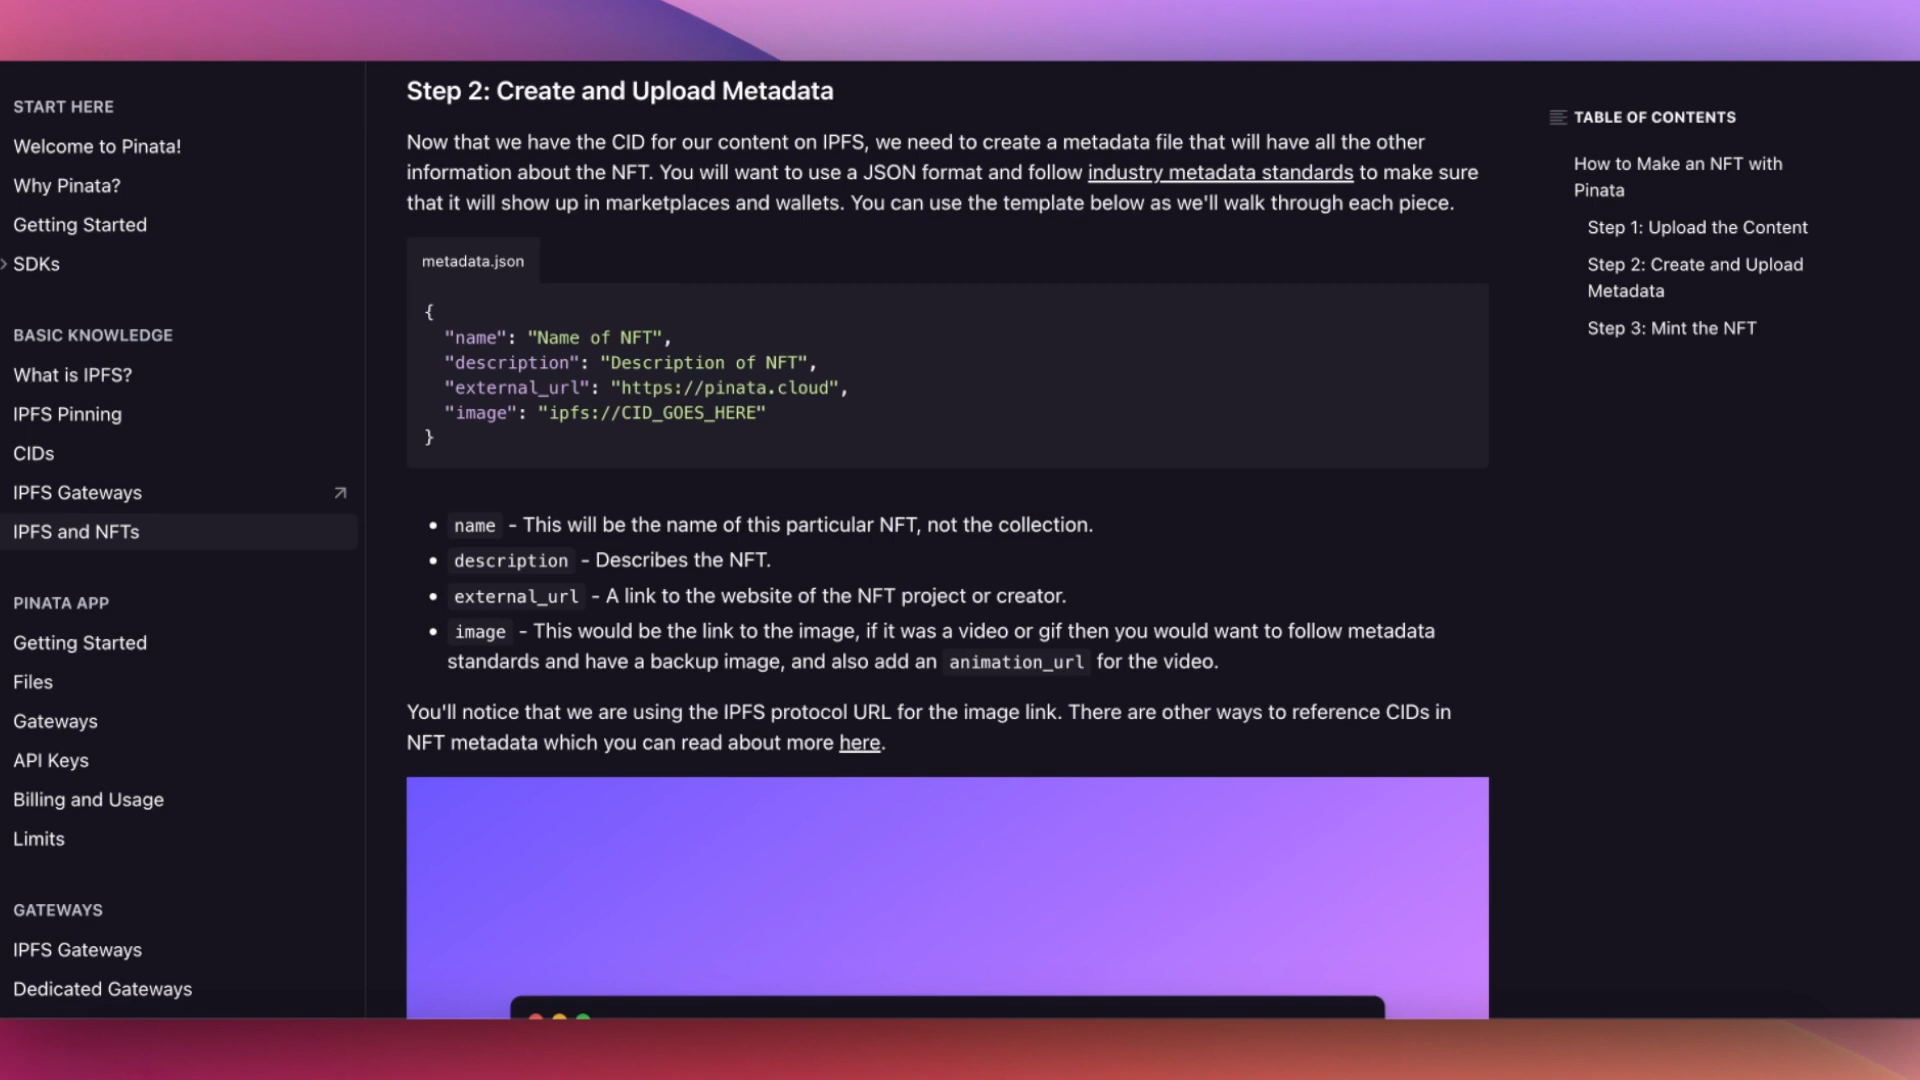 START HERE
Welcome to Pinata!
Why Pinata?
Getting Started
SDKs
BASIC KNOWLEDGE
What is IPFS?
IPFS Pinning
CIDs
IPFS Gateways
IPFS and NFTs
PINATA APP
Getting Started
Files
Gateways
API Keys
Billing and Usage
Limits
GATEWAYS
IPFS Gateways
Dedicated Gateways
Step 2: Create and Upload Metadata
Now that we have the CID for our content on IPFS, we need to create a metadata file that will have all the other
information about the NFT. You will want to use a JSON format and follow industry metadata standards to make sure
that it will show up in marketplaces and wallets. You can use the template below as we'll walk through each piece.
metadata.json
{
"name": "Name of NFT",
"description": "Description of NFT",
"external_url": "https://pinata.cloud",
"image": "ipfs://CID_GOES_HERE"
}
• name - This will be the name of this particular NFT, not the collection.
• description - Describes the NFT.
• external_url - A link to the website of the NFT project or creator.
• image - This would be the link to the image, if it was a video or gif then you would want to follow metadata
standards and have a backup image, and also add an animation_url for the video.
You'll notice that we are using the IPFS protocol URL for the image link. There are other ways to reference CIDs in
NFT metadata which you can read about more here.
TABLE OF CONTENTS
How to Make an NFT with
Pinata
Step 1: Upload the Content
Step 2: Create and Upload
Metadata
Step 3: Mint the NFT